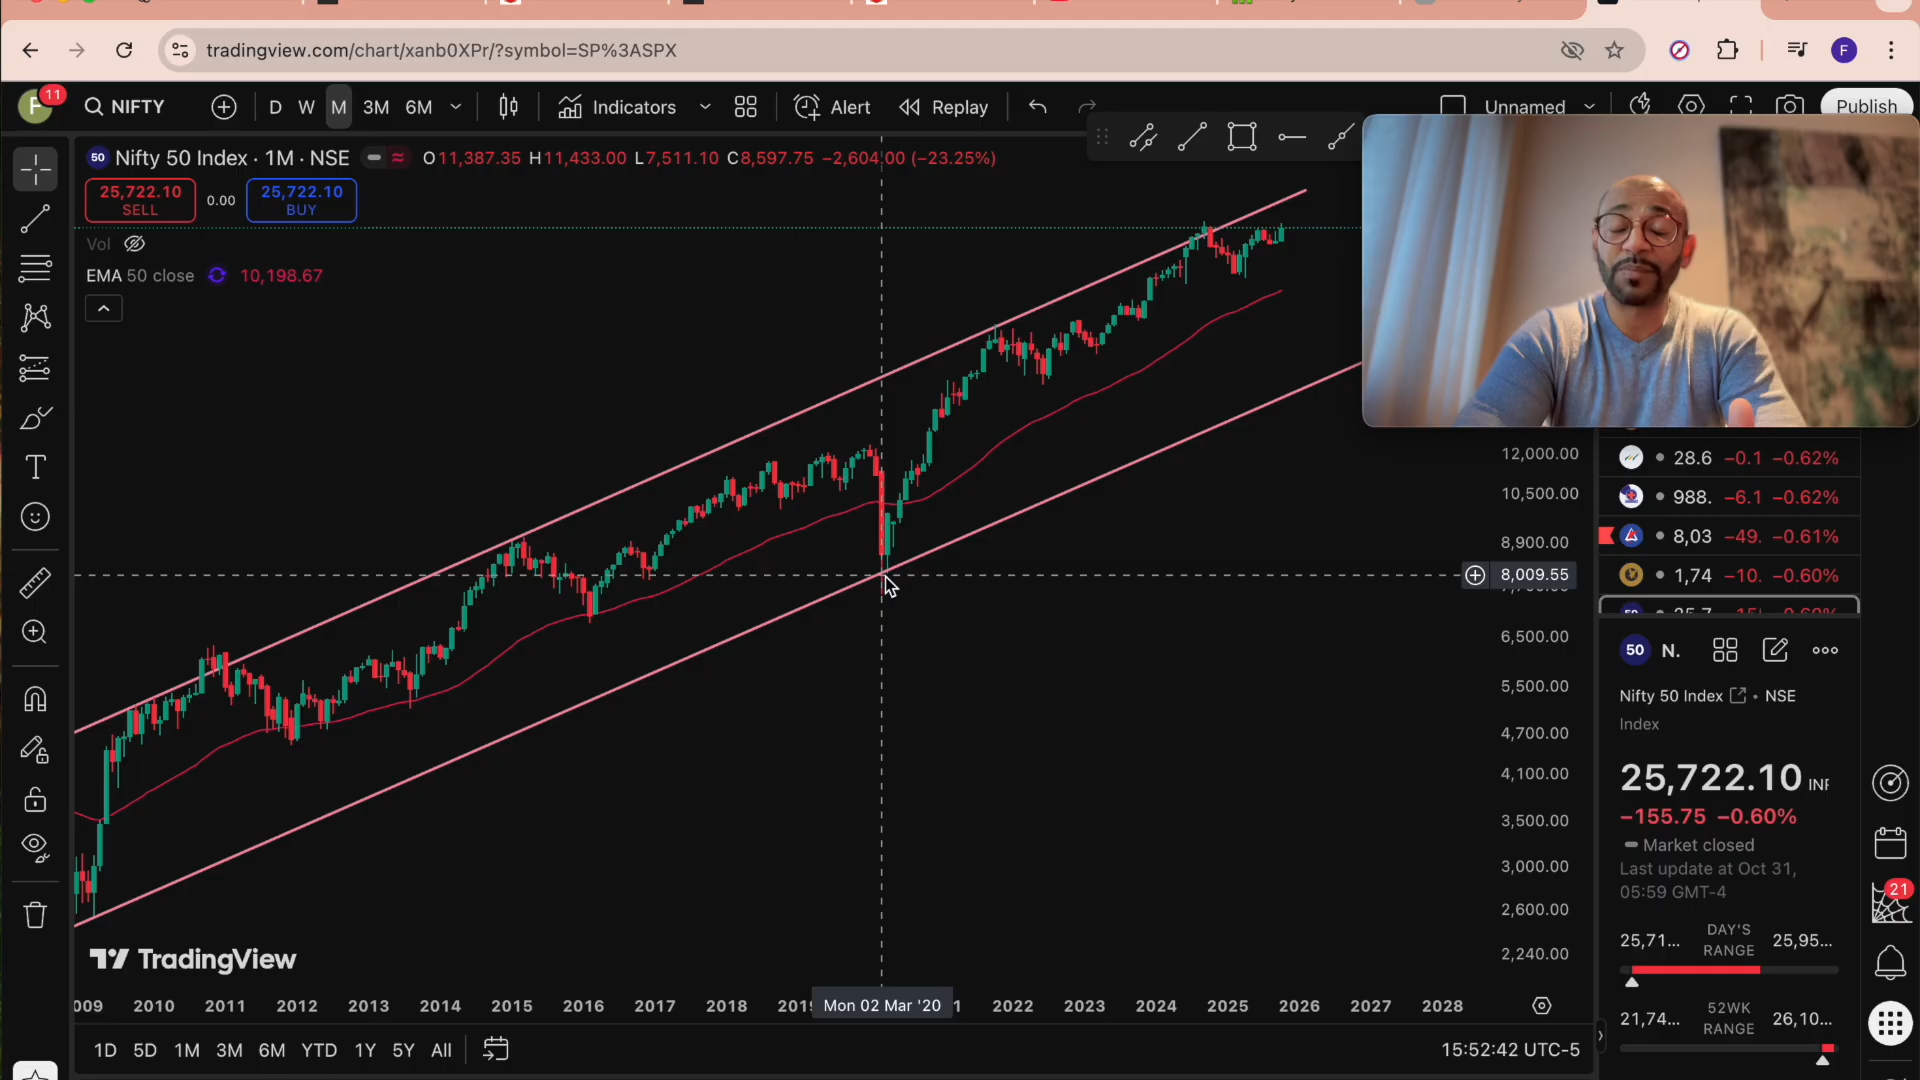 tradingview.com/chart/xanb0XPr/?symbol=SP%3ASPX
F
F 11
NIFTY
D W M 3M 6M
Indicators
Alert
Replay
Unnamed
Publish
50 Nifty 50 Index · 1M · NSE
O11,387.35 H11,433.00 L7,511.10 C8,597.75 −2,604.00 (−23.25%)
25,722.10
SELL
0.00
25,722.10
BUY
Vol
EMA 50 close 10,198.67
12,000.00
10,500.00
8,900.00
8,009.55
6,500.00
5,500.00
4,700.00
4,100.00
3,500.00
3,000.00
2,600.00
2,240.00
28.6 −0.1 −0.62%
988. −6.1 −0.62%
8,03 −49. −0.61%
1,74 −10. −0.60%
50 N.
Nifty 50 Index • NSE
Index
25,722.10
−155.75 −0.60%
Market closed
Last update at Oct 31,
05:59 GMT-4
25,71... DAY'S RANGE 25,95...
21,74... 52WK RANGE 26,10...
21
TradingView
009 2010 2011 2012 2013 2014 2015 2016 2017 2018 2019 Mon 02 Mar '20 1 2022 2023 2024 2025 2026 2027 2028
1D 5D 1M 3M 6M YTD 1Y 5Y All
15:52:42 UTC-5